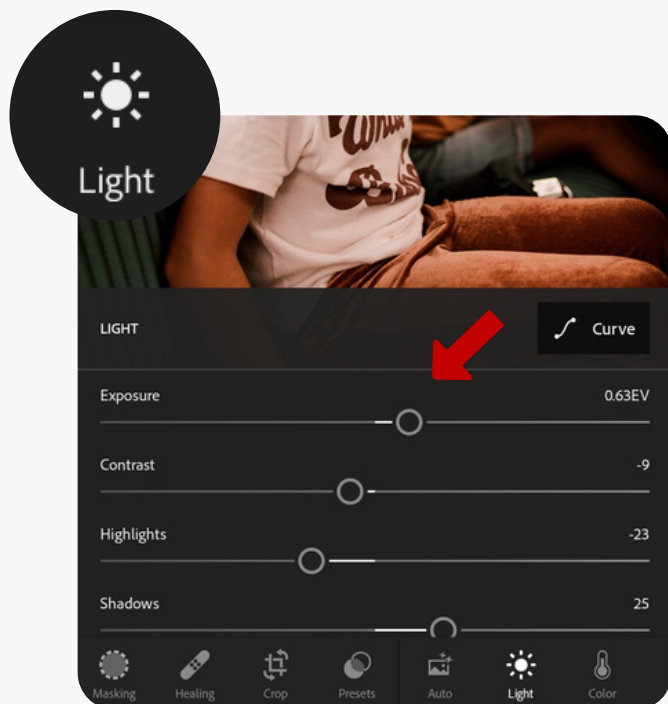 Light
White
LIGHT
Curve
Exposure
0.63EV
Contrast
-9
Highlights
-23
Shadows
25
Masking
Healing
Crop
Presets
Auto
Light
Color